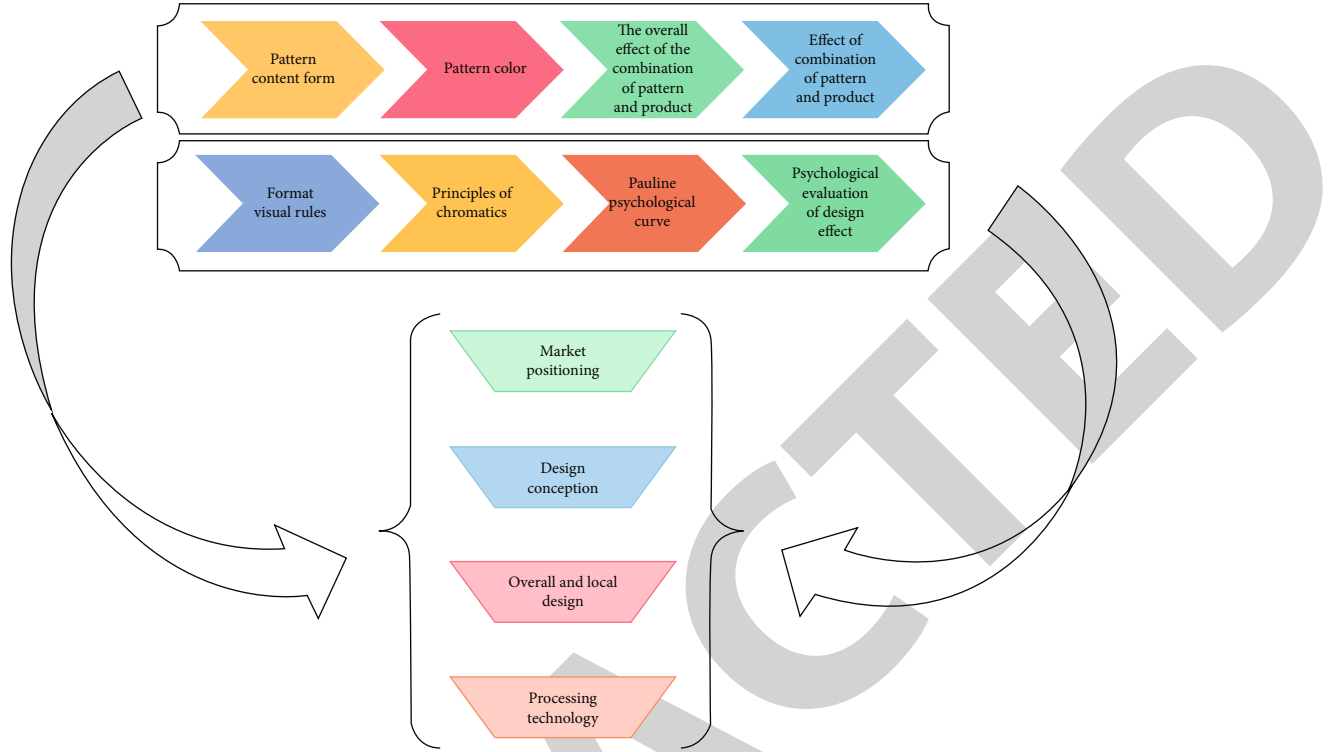 Pattern
content form
Pattern color
The overall
effect of the
combination
of pattern
and product
Effect of
combination
of pattern
and product
Format
visual rules
Principles of
chromatics
Pauline
psychological
curve
Psychological
evaluation
of design
effect
Market
positioning
Design
conception
Overall and local
design
Processing
technology
ACTED